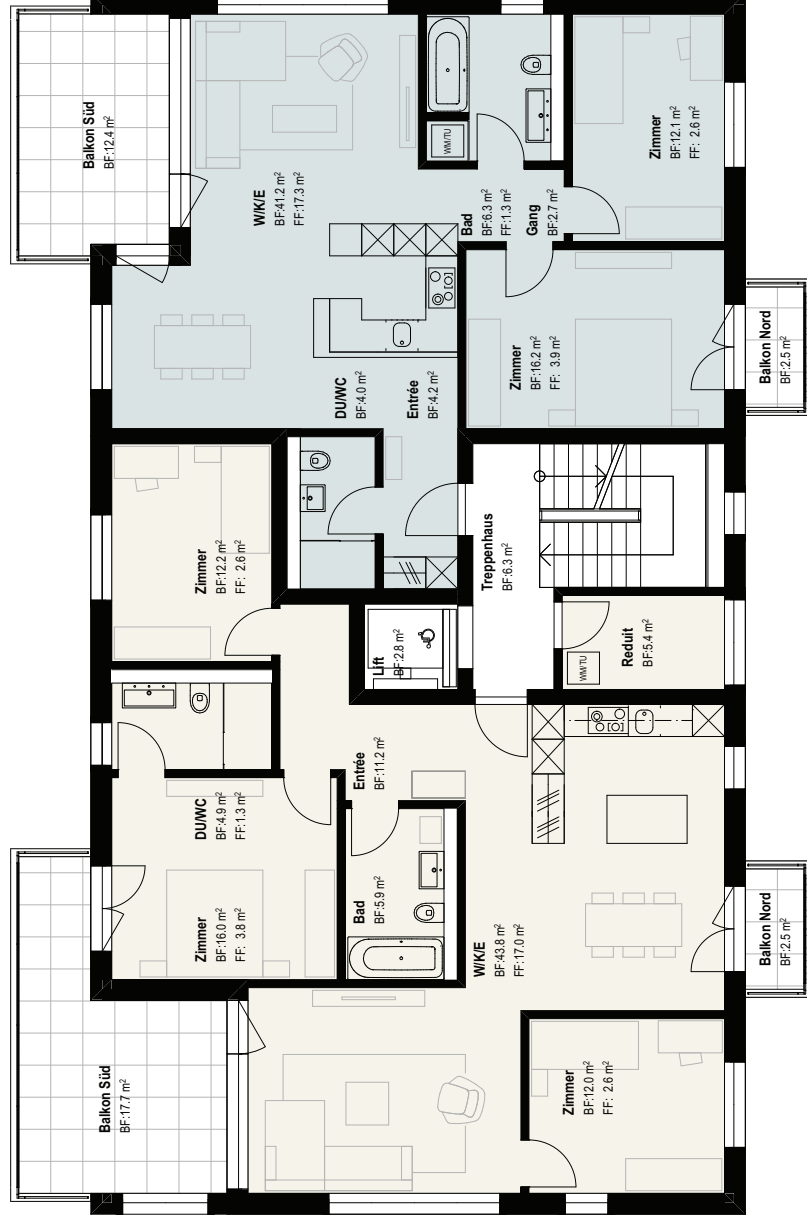 Balkon Süd
BF:12.4 m²
W/K/E
BF:41.2 m²
FF:17.3 m²
WM/TU
Bad
BF:6.3 m²
FF:1.3 m²
Gang
BF:2.7 m²
Zimmer
BF:12.1 m²
FF: 2.6 m²
DU/WC
BF:4.0 m²
Entrée
BF:4.2 m²
Zimmer
BF:16.2 m²
FF: 3.9 m²
Balkon Nord
BF:2.5 m²
Zimmer
BF:12.2 m²
FF: 2.6 m²
Treppenhaus
BF:6.3 m²
Lift
BF:2.8 m²
WM/TU
Reduit
BF:5.4 m²
DU/WC
BF:4.9 m²
FF:1.3 m²
Entrée
BF:11.2 m²
Zimmer
BF:16.0 m²
FF: 3.8 m²
Bad
BF:5.9 m²
W/K/E
BF:43.8 m²
FF:17.0 m²
Balkon Nord
BF:2.5 m²
Balkon Süd
BF:17.7 m²
Zimmer
BF:12.0 m²
FF: 2.6 m²